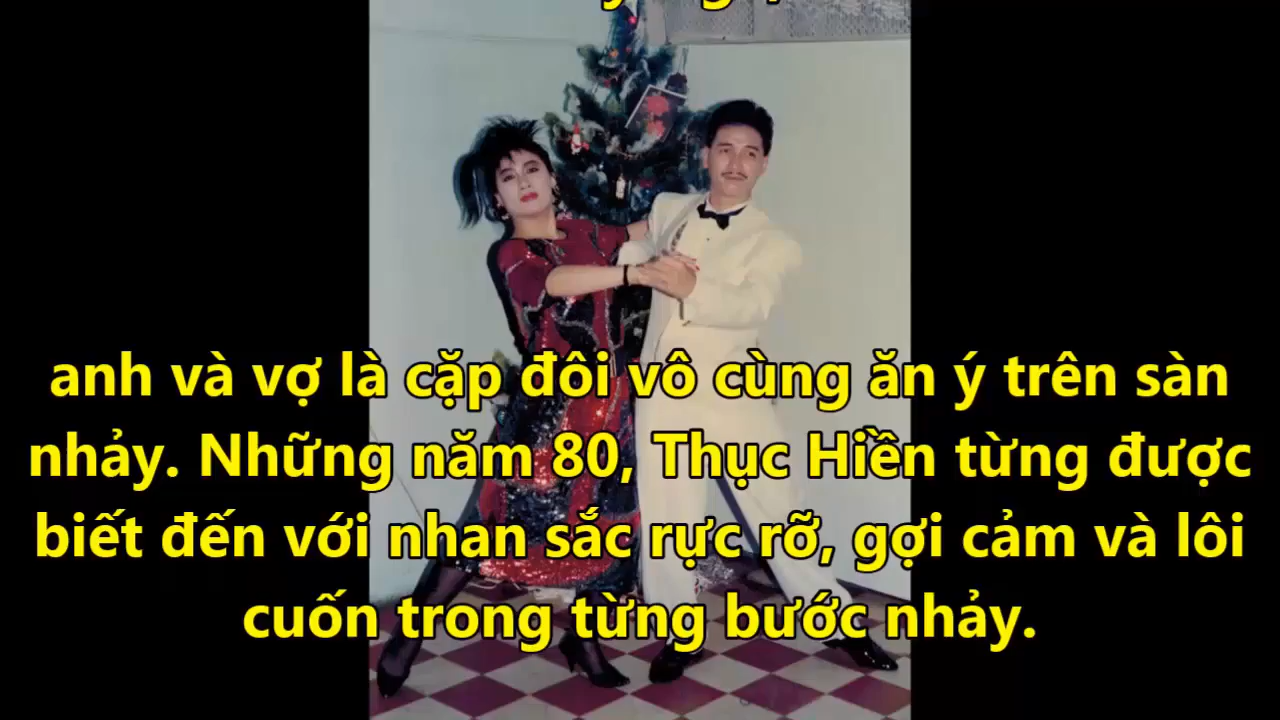 anh và vợ là cặp đôi vô cùng ăn ý trên sàn
nhảy. Những năm 80, Thục Hiền từng được
biết đến với nhan sắc rực rỡ, gợi cảm và lôi
cuốn trong từng bước nhảy.